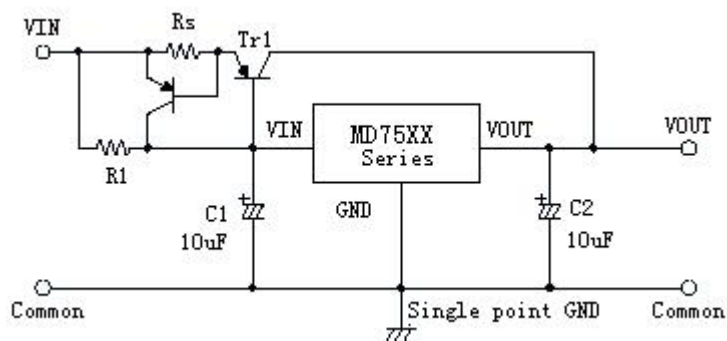 VIN
Rs
Tr1
VIN
MD75XX
Series
VOUT
VOUT
R1
C1
10uF
GND
C2
10uF
Common
Single point GND
Common